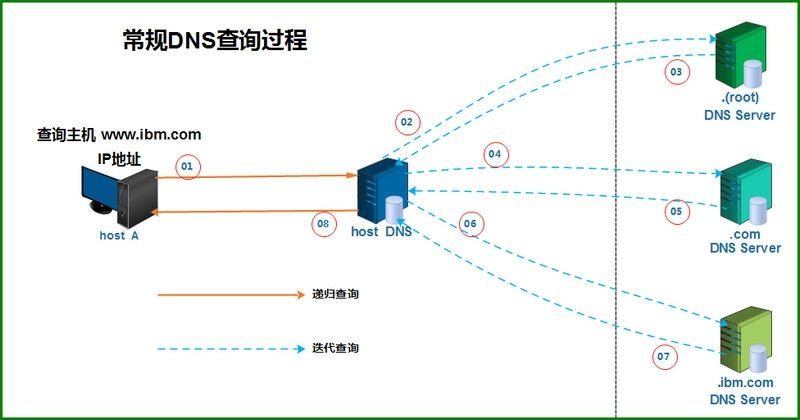 常规DNS查询过程
查询主机 www.ibm.com
IP地址
01
02
03
04
05
06
07
08
host A
host DNS
.(root)
DNS Server
.com
DNS Server
.ibm.com
DNS Server
递归查询
迭代查询